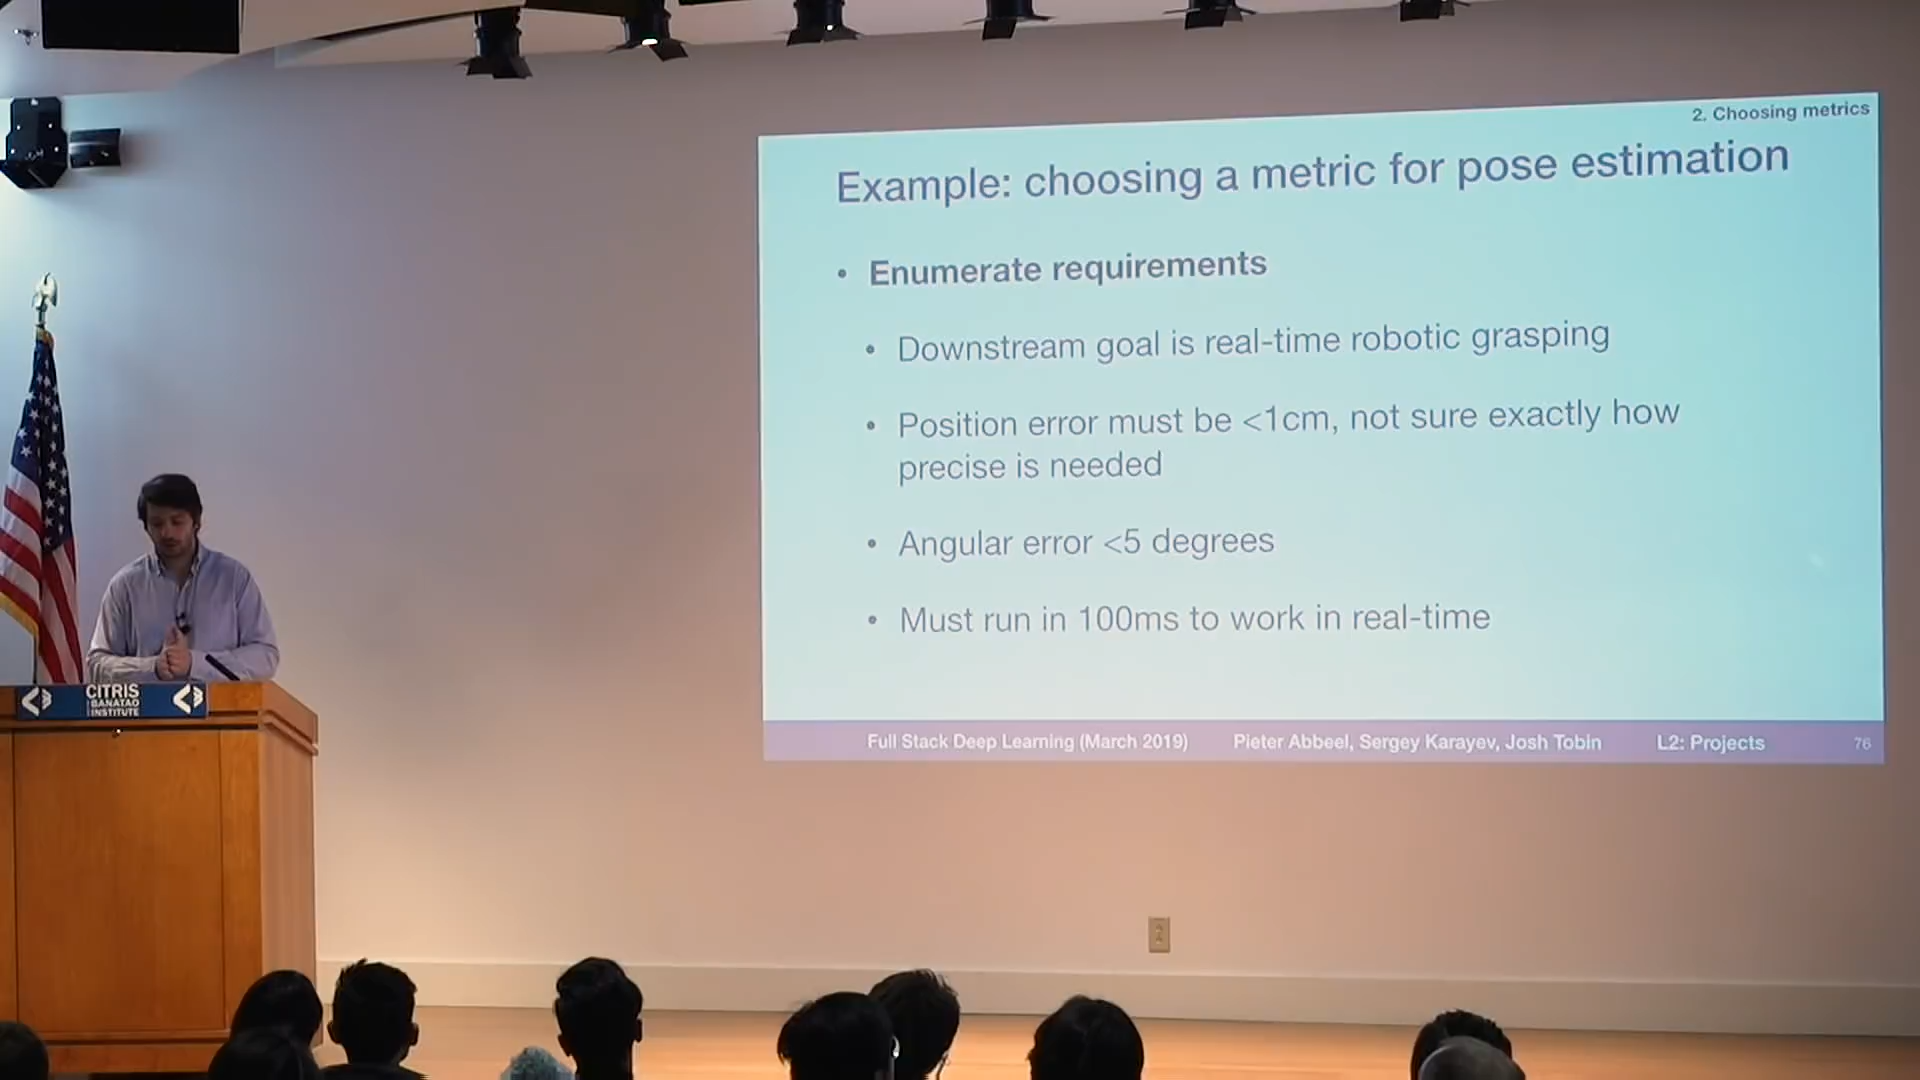 2. Choosing metrics
Example: choosing a metric for pose estimation
• Enumerate requirements
• Downstream goal is real-time robotic grasping
• Position error must be <1cm, not sure exactly how
precise is needed
• Angular error <5 degrees
• Must run in 100ms to work in real-time
Full Stack Deep Learning (March 2019) Pieter Abbeel, Sergey Karayev, Josh Tobin L2: Projects 76
CITRIS
BANATAO
INSTITUTE